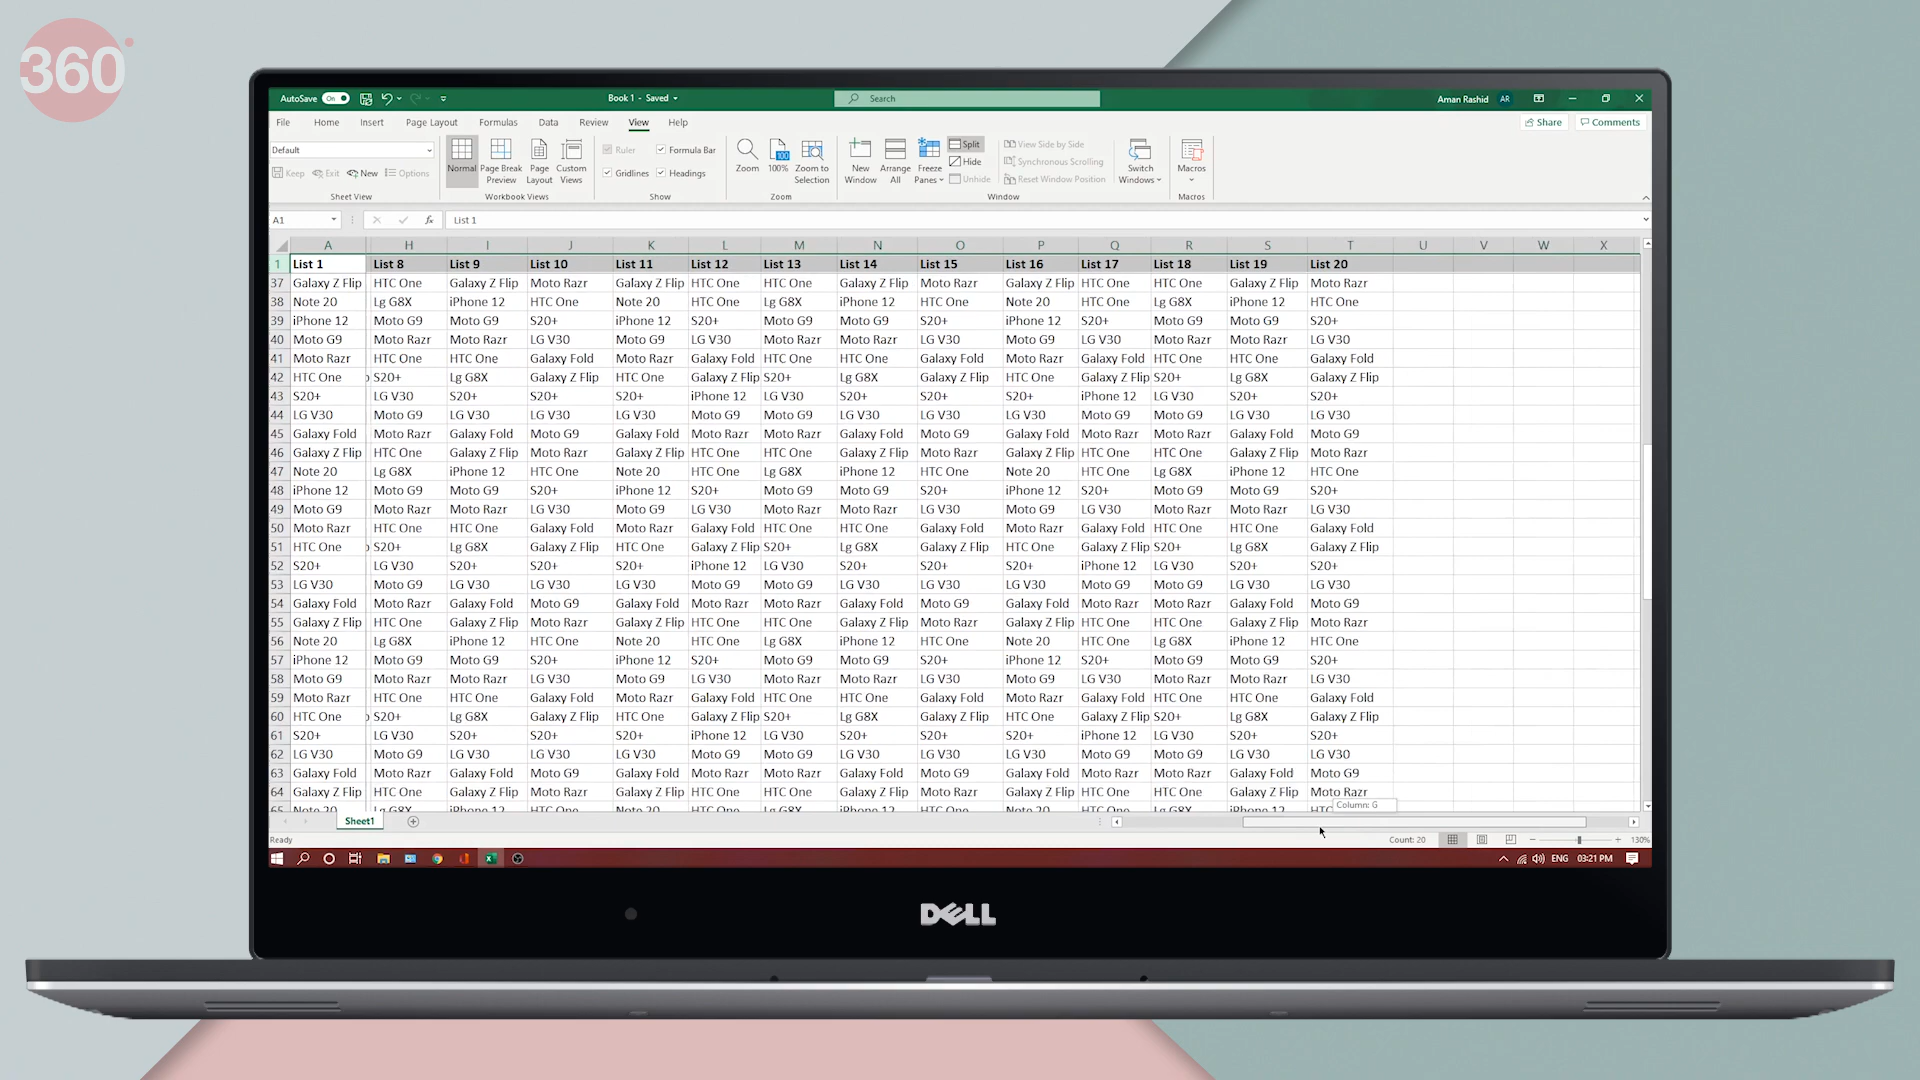 360
AutoSave On Book 1 - Saved Search Aman Rashid AR
File Home Insert Page Layout Formulas Data Review View Help Share Comments
Default
Keep Exit New Options
Sheet View
Normal Page Break Preview Page Layout Custom Views
Workbook Views
Ruler Formula Bar
Gridlines Headings
Show
Zoom 100 100% Zoom to Selection
Zoom
New Window Arrange All Freeze Panes
Split
Hide
Unhide
View Side by Side
Synchronous Scrolling
Reset Window Position
Switch Windows
Window
Macros
Macros
A1 fx List 1
A H I J K L M N O P Q R S T U V W X
1 List 1 List 8 List 9 List 10 List 11 List 12 List 13 List 14 List 15 List 16 List 17 List 18 List 19 List 20
37 Galaxy Z Flip HTC One Galaxy Z Flip Moto Razr Galaxy Z Flip HTC One HTC One Galaxy Z Flip Moto Razr Galaxy Z Flip HTC One HTC One Galaxy Z Flip Moto Razr
38 Note 20 Lg G8X iPhone 12 HTC One Note 20 HTC One Lg G8X iPhone 12 HTC One Note 20 HTC One Lg G8X iPhone 12 HTC One
39 iPhone 12 Moto G9 Moto G9 S20+ iPhone 12 S20+ Moto G9 Moto G9 S20+ iPhone 12 S20+ Moto G9 Moto G9 S20+
40 Moto G9 Moto Razr Moto Razr LG V30 Moto G9 LG V30 Moto Razr Moto Razr LG V30 Moto G9 LG V30 Moto Razr Moto Razr LG V30
41 Moto Razr HTC One HTC One Galaxy Fold Moto Razr Galaxy Fold HTC One HTC One Galaxy Fold Moto Razr Galaxy Fold HTC One HTC One Galaxy Fold
42 HTC One S20+ Lg G8X Galaxy Z Flip HTC One Galaxy Z Flip S20+ Lg G8X Galaxy Z Flip HTC One Galaxy Z Flip S20+ Lg G8X Galaxy Z Flip
43 S20+ LG V30 S20+ S20+ S20+ iPhone 12 LG V30 S20+ S20+ S20+ iPhone 12 LG V30 S20+ S20+
44 LG V30 Moto G9 LG V30 LG V30 LG V30 Moto G9 Moto G9 LG V30 LG V30 LG V30 Moto G9 Moto G9 LG V30 LG V30
45 Galaxy Fold Moto Razr Galaxy Fold Moto G9 Galaxy Fold Moto Razr Moto Razr Galaxy Fold Moto G9 Galaxy Fold Moto Razr Moto Razr Galaxy Fold Moto G9
46 Galaxy Z Flip HTC One Galaxy Z Flip Moto Razr Galaxy Z Flip HTC One HTC One Galaxy Z Flip Moto Razr Galaxy Z Flip HTC One HTC One Galaxy Z Flip Moto Razr
47 Note 20 Lg G8X iPhone 12 HTC One Note 20 HTC One Lg G8X iPhone 12 HTC One Note 20 HTC One Lg G8X iPhone 12 HTC One
48 iPhone 12 Moto G9 Moto G9 S20+ iPhone 12 S20+ Moto G9 Moto G9 S20+ iPhone 12 S20+ Moto G9 Moto G9 S20+
49 Moto G9 Moto Razr Moto Razr LG V30 Moto G9 LG V30 Moto Razr Moto Razr LG V30 Moto G9 LG V30 Moto Razr Moto Razr LG V30
50 Moto Razr HTC One HTC One Galaxy Fold Moto Razr Galaxy Fold HTC One HTC One Galaxy Fold Moto Razr Galaxy Fold HTC One HTC One Galaxy Fold
51 HTC One S20+ Lg G8X Galaxy Z Flip HTC One Galaxy Z Flip S20+ Lg G8X Galaxy Z Flip HTC One Galaxy Z Flip S20+ Lg G8X Galaxy Z Flip
52 S20+ LG V30 S20+ S20+ S20+ iPhone 12 LG V30 S20+ S20+ S20+ iPhone 12 LG V30 S20+ S20+
53 LG V30 Moto G9 LG V30 LG V30 LG V30 Moto G9 Moto G9 LG V30 LG V30 LG V30 Moto G9 Moto G9 LG V30 LG V30
54 Galaxy Fold Moto Razr Galaxy Fold Moto G9 Galaxy Fold Moto Razr Moto Razr Galaxy Fold Moto G9 Galaxy Fold Moto Razr Moto Razr Galaxy Fold Moto G9
55 Galaxy Z Flip HTC One Galaxy Z Flip Moto Razr Galaxy Z Flip HTC One HTC One Galaxy Z Flip Moto Razr Galaxy Z Flip HTC One HTC One Galaxy Z Flip Moto Razr
56 Note 20 Lg G8X iPhone 12 HTC One Note 20 HTC One Lg G8X iPhone 12 HTC One Note 20 HTC One Lg G8X iPhone 12 HTC One
57 iPhone 12 Moto G9 Moto G9 S20+ iPhone 12 S20+ Moto G9 Moto G9 S20+ iPhone 12 S20+ Moto G9 Moto G9 S20+
58 Moto G9 Moto Razr Moto Razr LG V30 Moto G9 LG V30 Moto Razr Moto Razr LG V30 Moto G9 LG V30 Moto Razr Moto Razr LG V30
59 Moto Razr HTC One HTC One Galaxy Fold Moto Razr Galaxy Fold HTC One HTC One Galaxy Fold Moto Razr Galaxy Fold HTC One HTC One Galaxy Fold
60 HTC One S20+ Lg G8X Galaxy Z Flip HTC One Galaxy Z Flip S20+ Lg G8X Galaxy Z Flip HTC One Galaxy Z Flip S20+ Lg G8X Galaxy Z Flip
61 S20+ LG V30 S20+ S20+ S20+ iPhone 12 LG V30 S20+ S20+ S20+ iPhone 12 LG V30 S20+ S20+
62 LG V30 Moto G9 LG V30 LG V30 LG V30 Moto G9 Moto G9 LG V30 LG V30 LG V30 Moto G9 Moto G9 LG V30 LG V30
63 Galaxy Fold Moto Razr Galaxy Fold Moto G9 Galaxy Fold Moto Razr Moto Razr Galaxy Fold Moto G9 Galaxy Fold Moto Razr Moto Razr Galaxy Fold Moto G9
64 Galaxy Z Flip HTC One Galaxy Z Flip Moto Razr Galaxy Z Flip HTC One HTC One Galaxy Z Flip Moto Razr Galaxy Z Flip HTC One HTC One Galaxy Z Flip Moto Razr
65 Note 20 Lg G8X iPhone 12 HTC One Note 20 HTC One Lg G8X iPhone 12 HTC One Note 20 HTC One Lg G8X iPhone 12 HTC
Column: G
Sheet1
Ready Count: 20 130%
ENG 03:21 PM
DELL